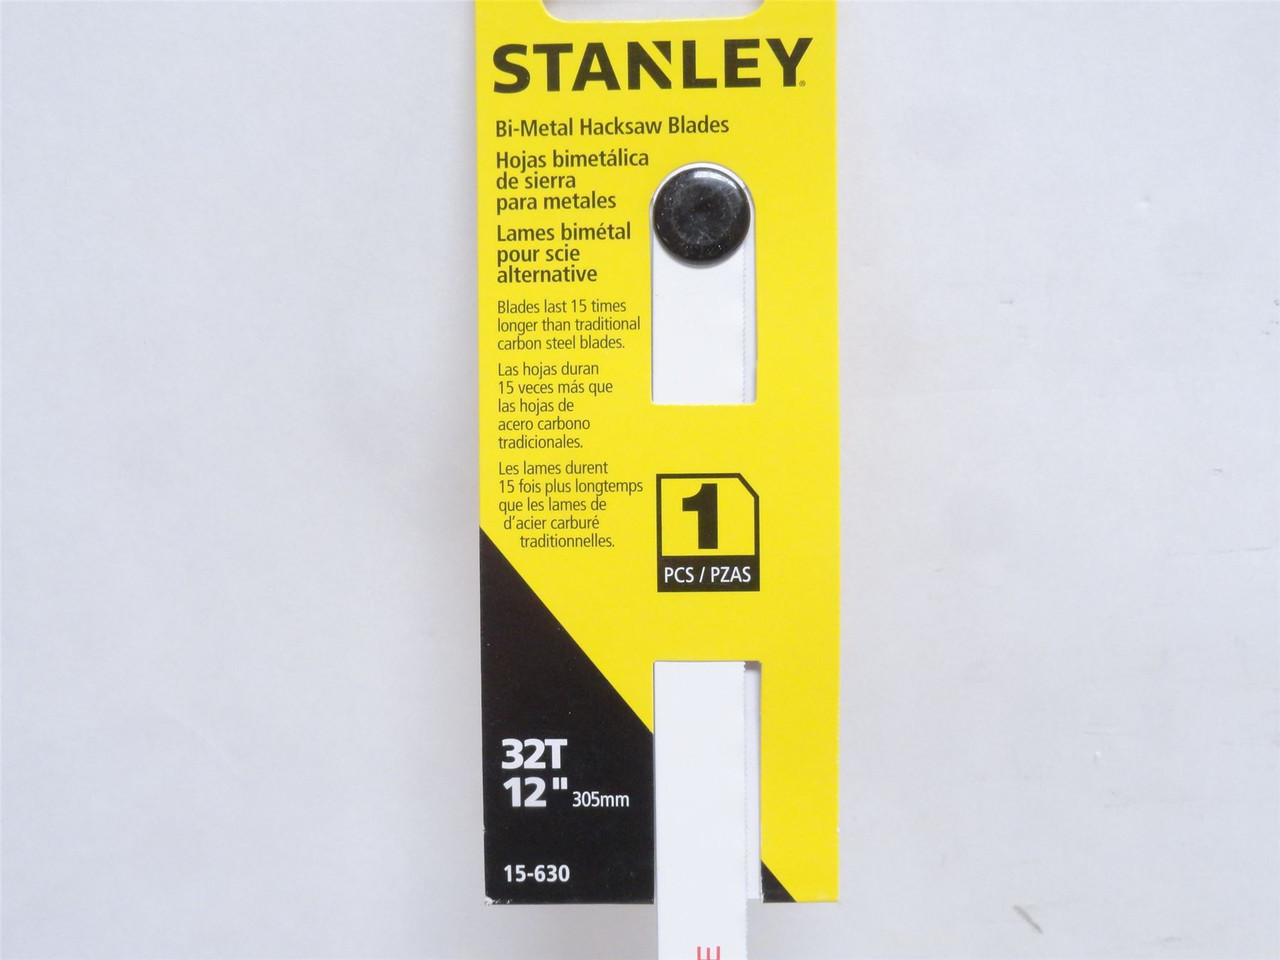 STANLEY®
Bi-Metal Hacksaw Blades
Hojas bimetálica
de sierra
para metales
Lames bimétal
pour scie
alternative
Blades last 15 times
longer than traditional
carbon steel blades.
Las hojas duran
15 veces más que
las hojas de
acero carbono
tradicionales.
Les lames durent
15 fois plus longtemps
que les lames de
d'acier carburé
traditionnelles.
1
PCS / PZAS
32T
12" 305mm
15-630
E